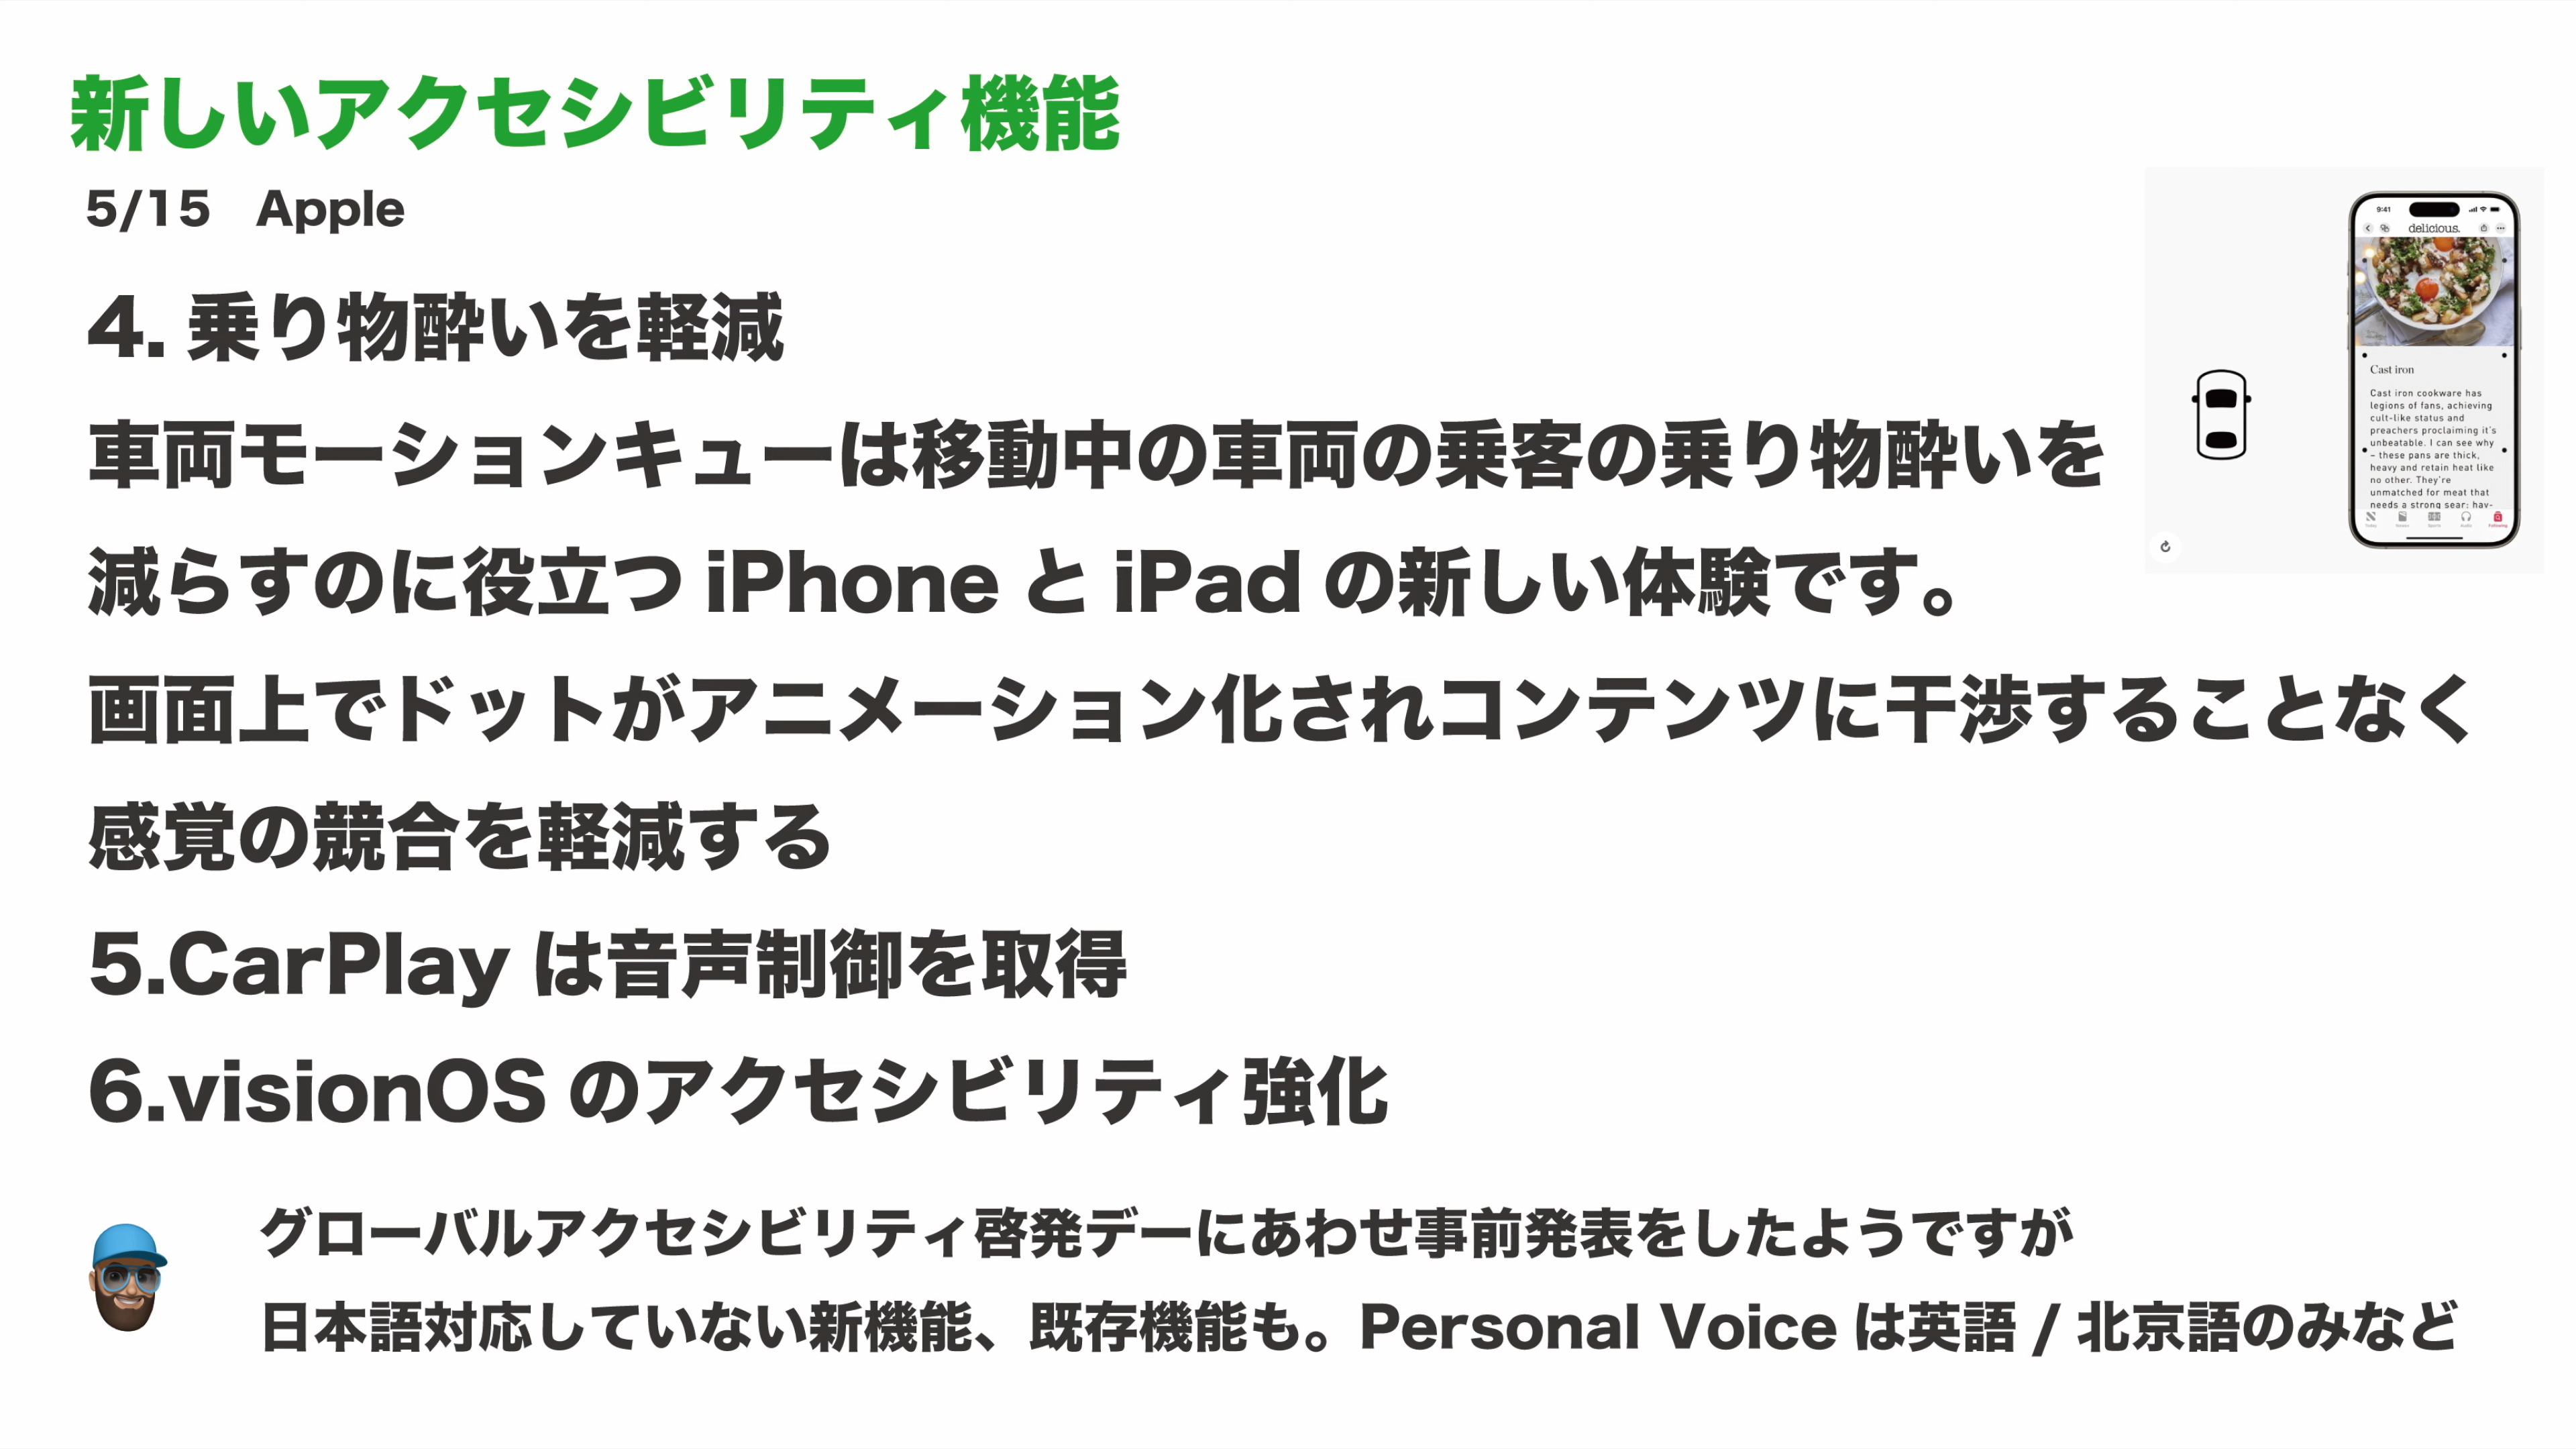 新しいアクセシビリティ機能
5/15 Apple
4. 乗り物酔いを軽減
車両モーションキューは移動中の車両の乗客の乗り物酔いを
減らすのに役立つ iPhone と iPad の新しい体験です。
画面上でドットがアニメーション化されコンテンツに干渉することなく
感覚の競合を軽減する
5.CarPlay は音声制御を取得
6.visionOS のアクセシビリティ強化
グローバルアクセシビリティ啓発デーにあわせ事前発表をしたようですが
日本語対応していない新機能、既存機能も。Personal Voice は英語 / 北京語のみなど
9:41
delicious.
Cast iron
Cast iron cookware has
legions of fans, achieving
cult-like status and
preachers proclaiming it's
unbeatable. I can see why
– these pans are thick,
heavy and retain heat like
no other. They're
unmatched for meat that
needs a strong sear; hav-
Today
Sports
Audio
Following